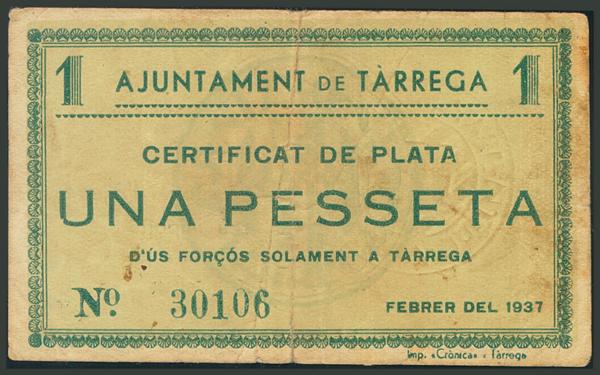 1 AJUNTAMENT DE TÀRREGA 1
CERTIFICAT DE PLATA
UNA PESSETA
D'ÚS FORÇÓS SOLAMENT A TÀRREGA
Nº 30106 FEBRER DEL 1937
Imp. «Crònica» - Tàrrega